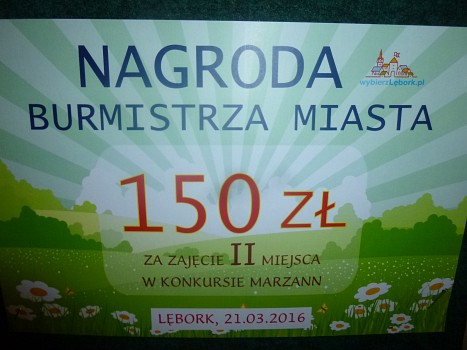 NAGRODA
wybierzLębork.pl
BURMISTRZA MIASTA
150 ZŁ
ZA ZAJĘCIE II MIEJSCA
W KONKURSIE MARZANN
LĘBORK, 21.03.2016